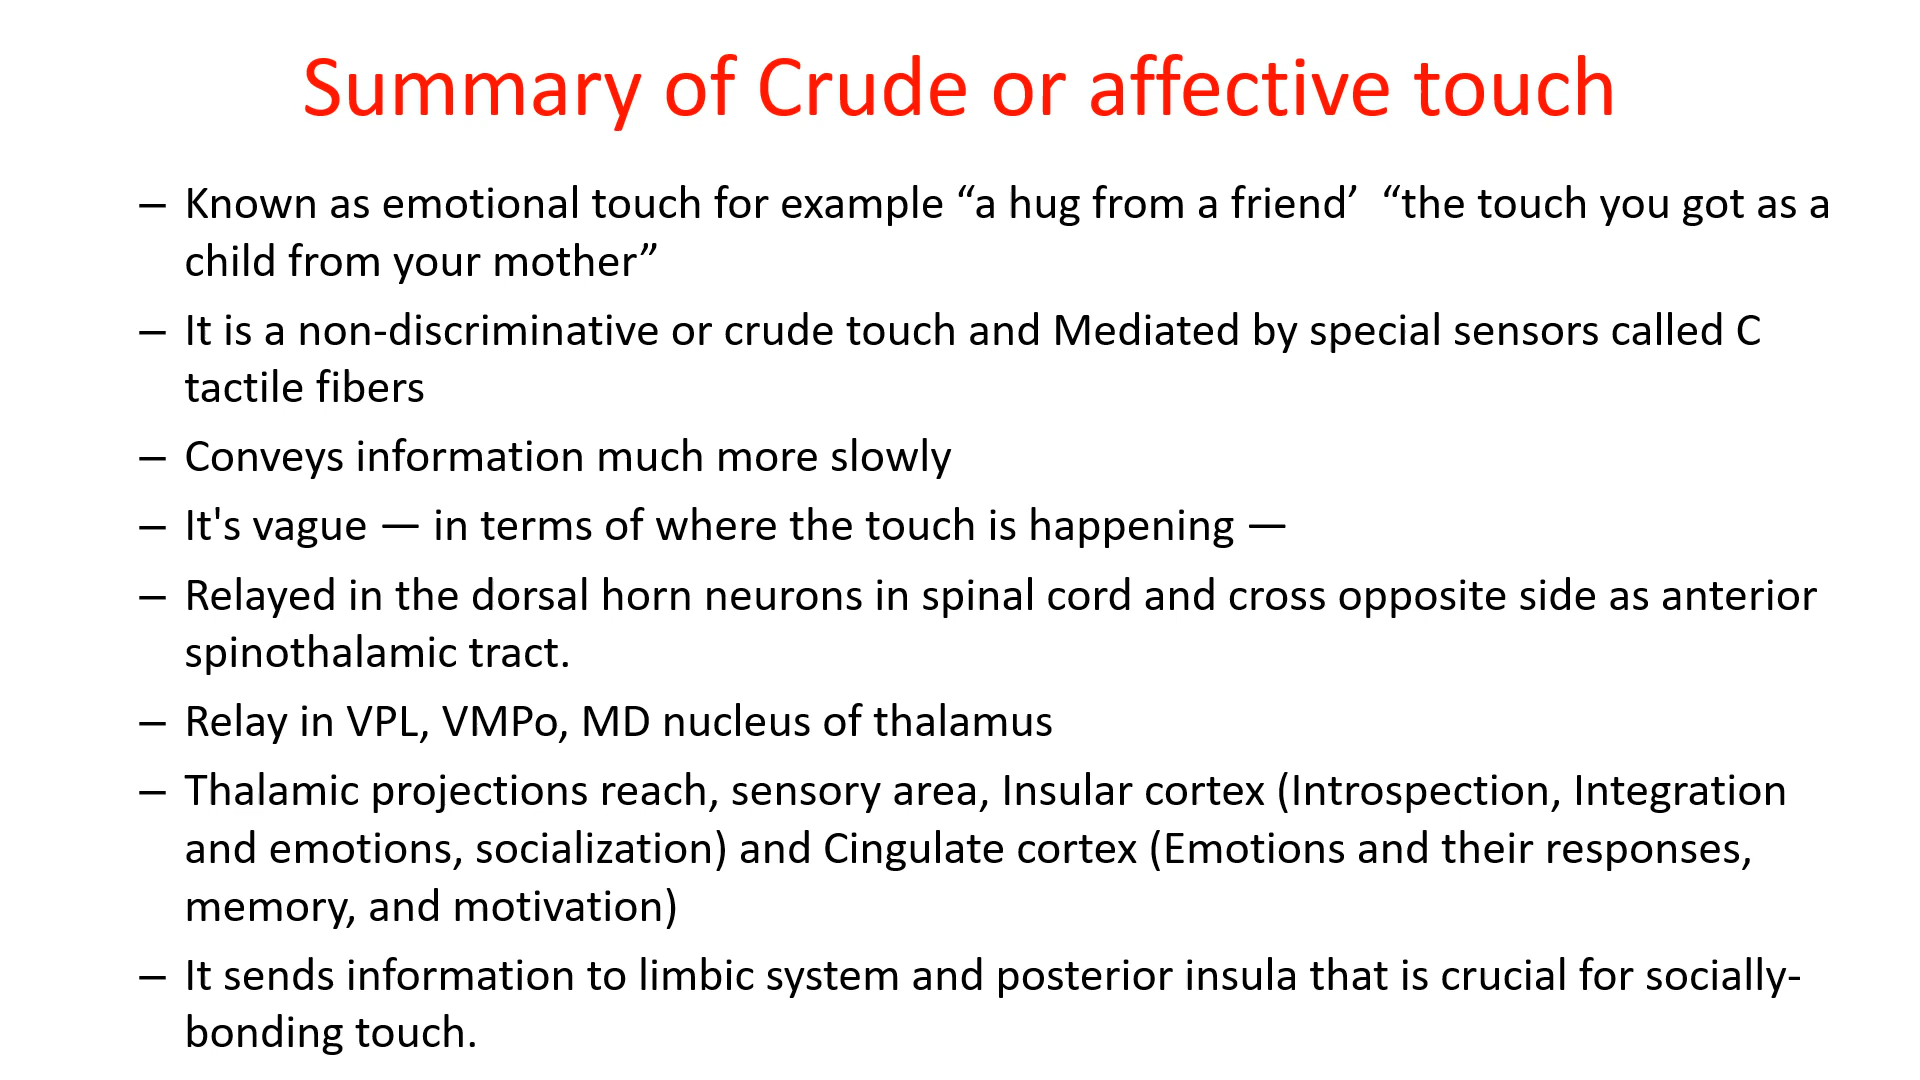 Summary of Crude or affective touch
– Known as emotional touch for example “a hug from a friend’  “the touch you got as a
child from your mother”
– It is a non-discriminative or crude touch and Mediated by special sensors called C
tactile fibers
– Conveys information much more slowly
– It's vague — in terms of where the touch is happening —
– Relayed in the dorsal horn neurons in spinal cord and cross opposite side as anterior
spinothalamic tract.
– Relay in VPL, VMPo, MD nucleus of thalamus
– Thalamic projections reach, sensory area, Insular cortex (Introspection, Integration
and emotions, socialization) and Cingulate cortex (Emotions and their responses,
memory, and motivation)
– It sends information to limbic system and posterior insula that is crucial for socially-
bonding touch.